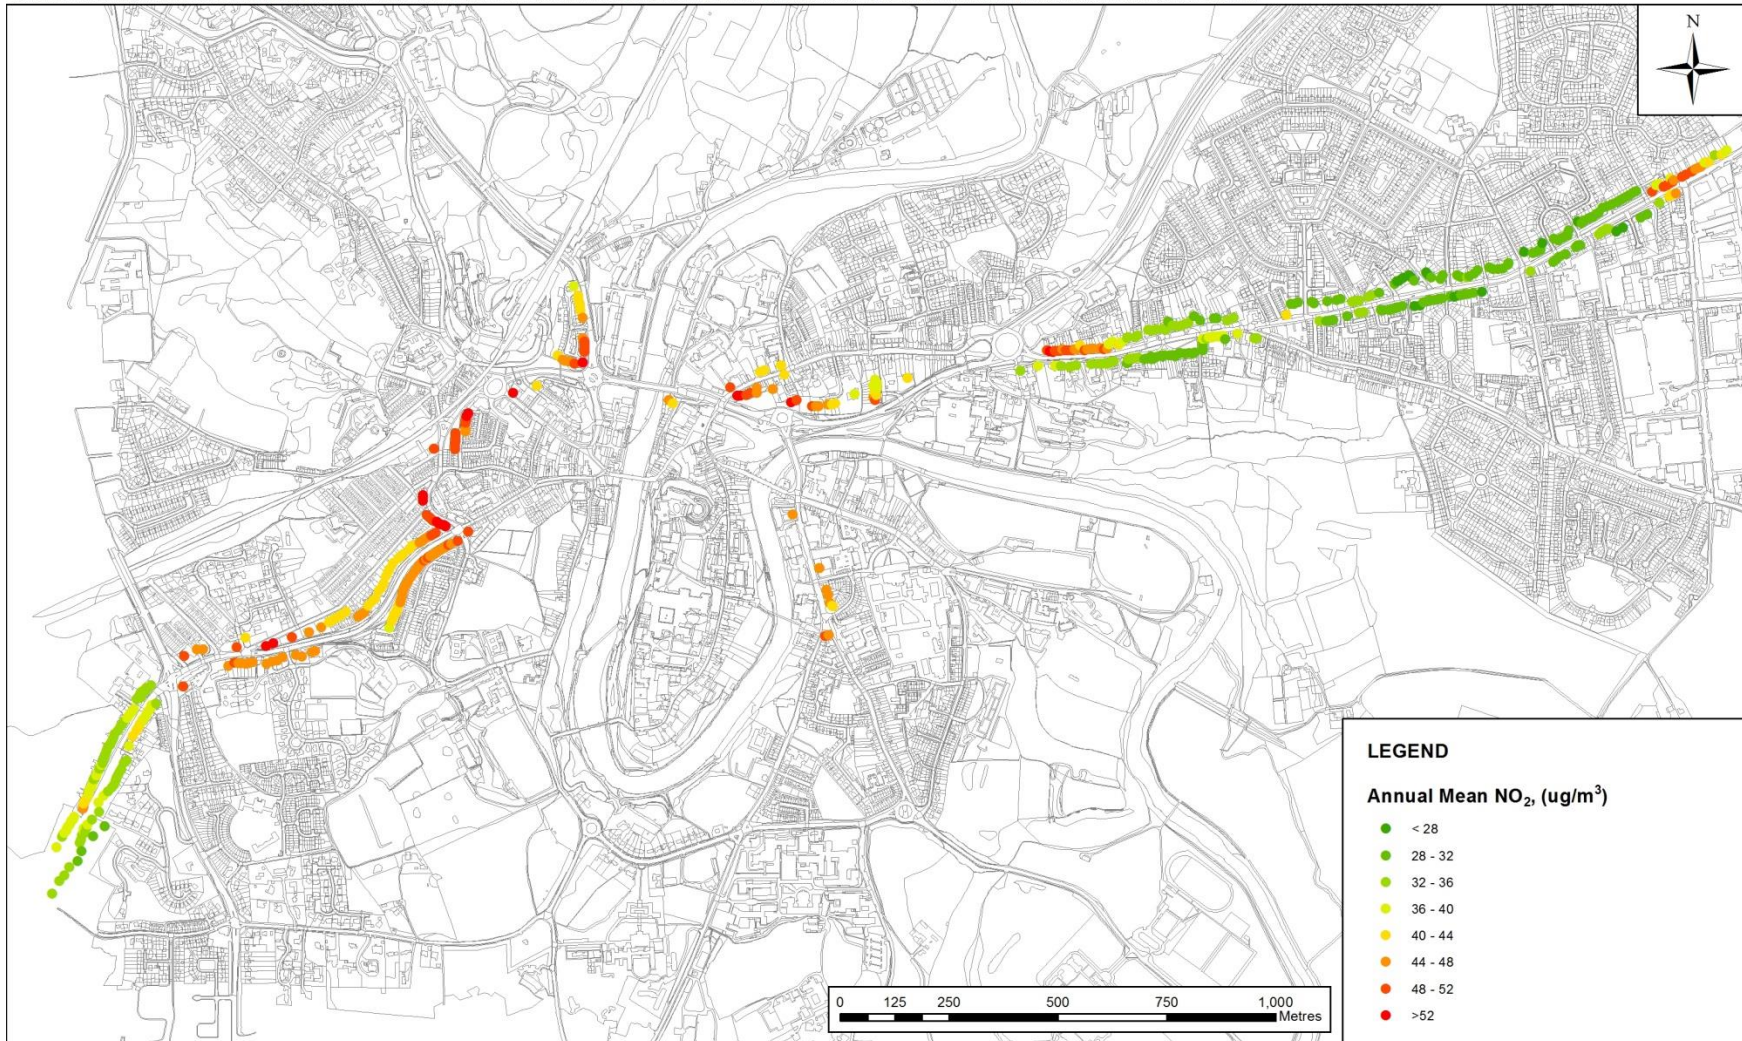 N
LEGEND
Annual Mean NO₂, (ug/m³)
< 28
28 - 32
32 - 36
36 - 40
40 - 44
44 - 48
48 - 52
>52
0 125 250 500 750 1,000
Metres